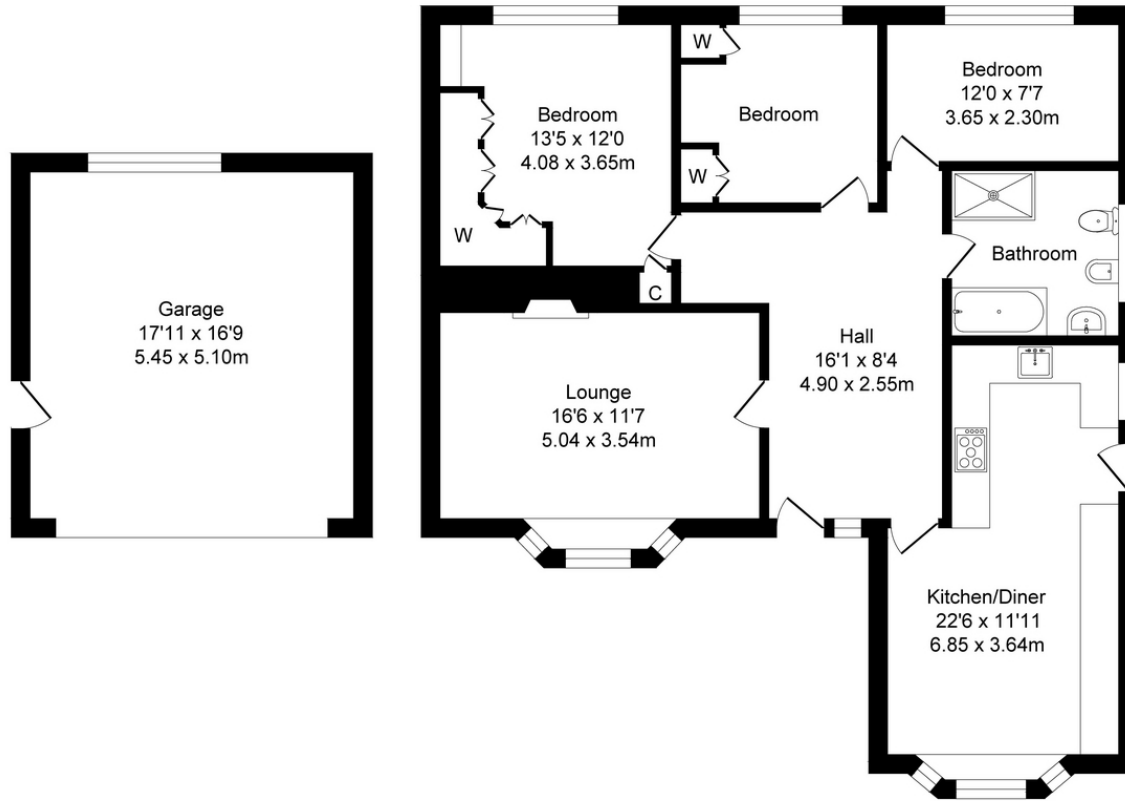 W
Bedroom
13'5 x 12'0
4.08 x 3.65m
W
Bedroom
W
Bedroom
12'0 x 7'7
3.65 x 2.30m
Bathroom
C
Garage
17'11 x 16'9
5.45 x 5.10m
Lounge
16'6 x 11'7
5.04 x 3.54m
Hall
16'1 x 8'4
4.90 x 2.55m
Kitchen/Diner
22'6 x 11'11
6.85 x 3.64m